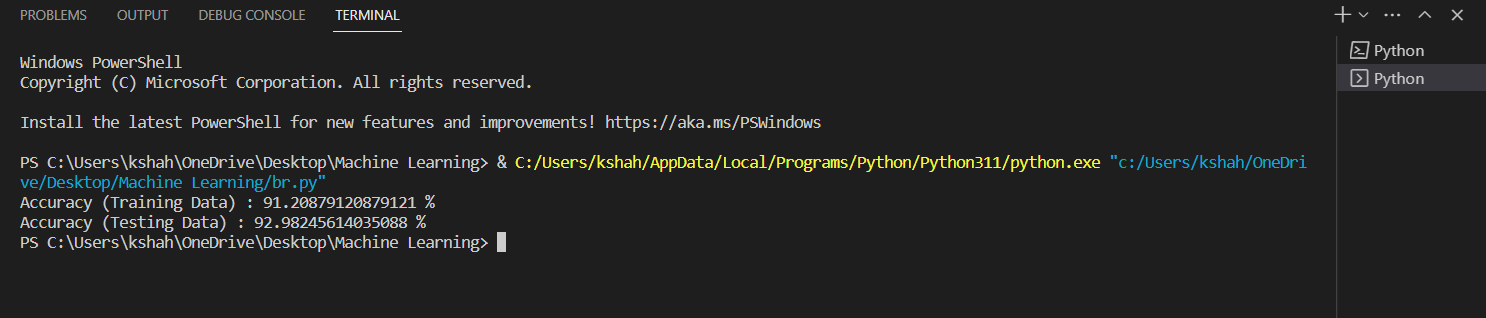 PROBLEMS OUTPUT DEBUG CONSOLE TERMINAL
Python
Python
Windows PowerShell
Copyright (C) Microsoft Corporation. All rights reserved.
Install the latest PowerShell for new features and improvements! https://aka.ms/PSWindows
PS C:\Users\kshah\OneDrive\Desktop\Machine Learning> & C:/Users/kshah/AppData/Local/Programs/Python/Python311/python.exe "c:/Users/kshah/OneDri
ve/Desktop/Machine Learning/br.py"
Accuracy (Training Data) : 91.20879120879121 %
Accuracy (Testing Data) : 92.98245614035088 %
PS C:\Users\kshah\OneDrive\Desktop\Machine Learning>